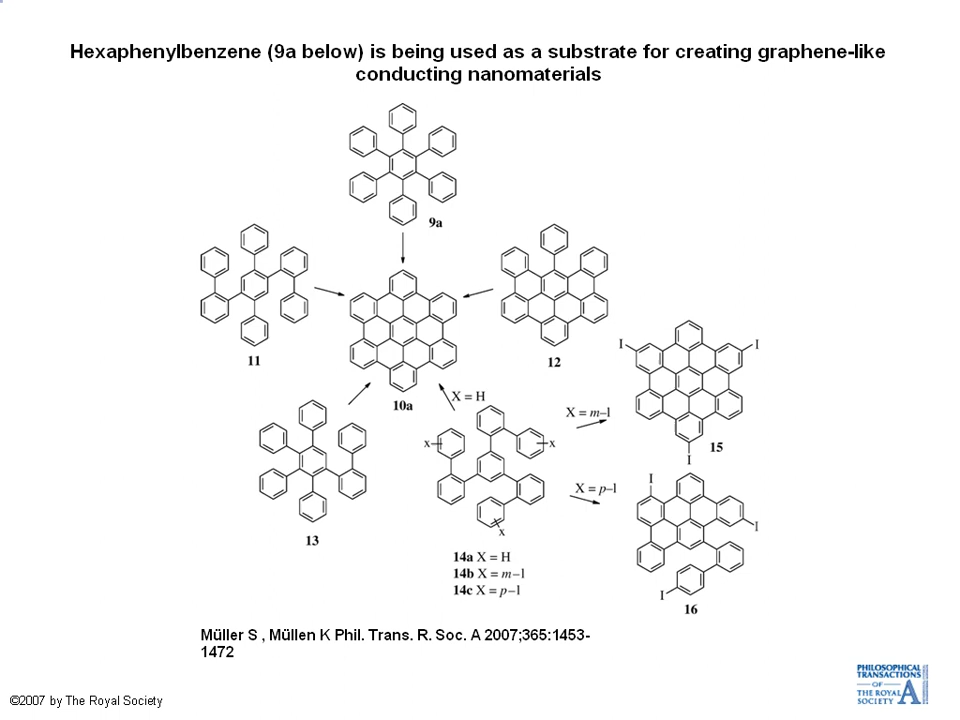 Hexaphenylbenzene (9a below) is being used as a substrate for creating graphene-like
conducting nanomaterials
9a
11
12
10a
X = H
I
I
X = m–I
15
I
x
x
X = p–I
I
I
13
x
14a X = H
14b X = m–I
14c X = p–I
I
16
Müller S , Müllen K Phil. Trans. R. Soc. A 2007;365:1453-
1472
PHILOSOPHICAL
TRANSACTIONS
OF
THE ROYAL
SOCIETY
A
©2007 by The Royal Society